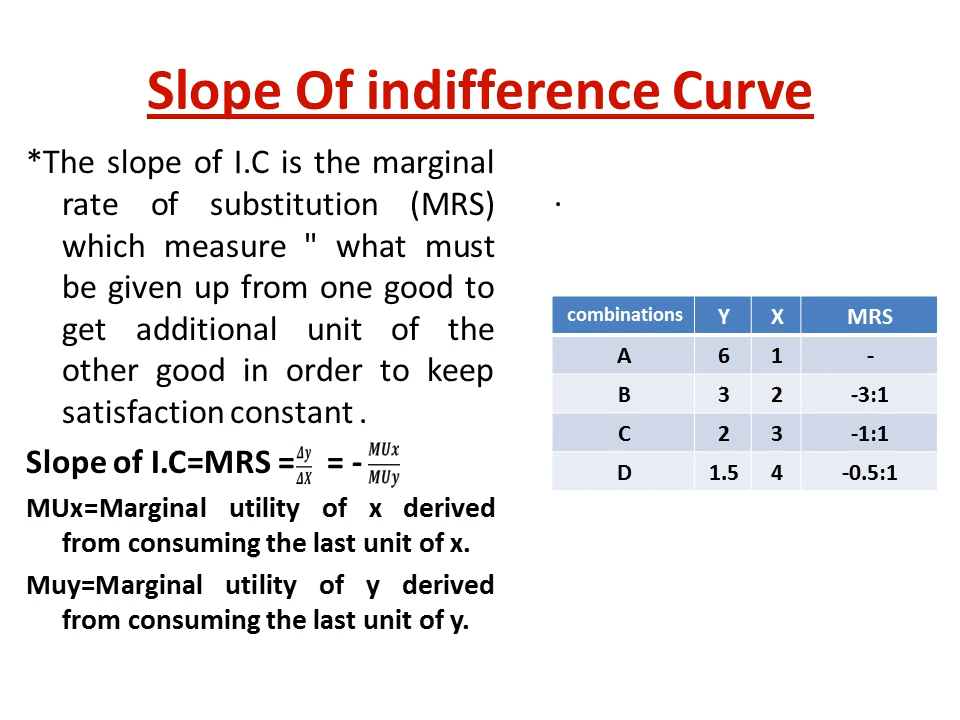 Slope Of indifference Curve
*The slope of I.C is the marginal
rate of substitution (MRS)
which measure " what must
be given up from one good to
get additional unit of the
other good in order to keep
satisfaction constant .
Slope of I.C=MRS =Δy/ΔX = - MUx/MUy
MUx=Marginal utility of x derived
from consuming the last unit of x.
Muy=Marginal utility of y derived
from consuming the last unit of y.
.
combinations Y X MRS
A 6 1 -
B 3 2 -3:1
C 2 3 -1:1
D 1.5 4 -0.5:1